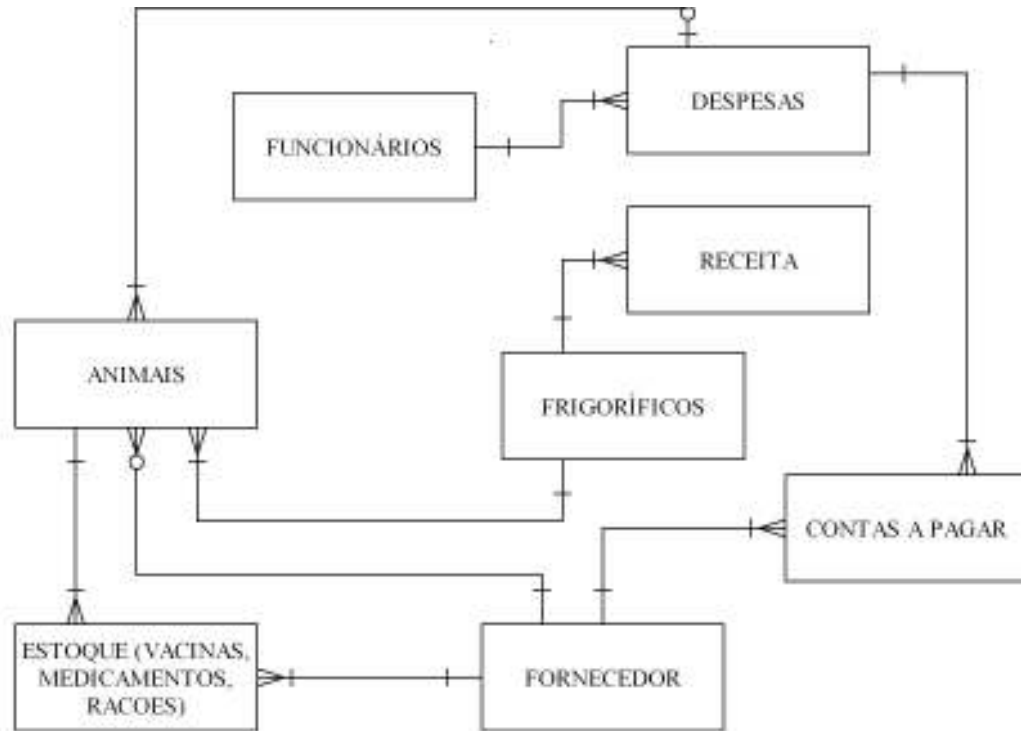 DESPESAS
FUNCIONÁRIOS
RECEITA
ANIMAIS
FRIGORÍFICOS
CONTAS A PAGAR
ESTOQUE (VACINAS,
MEDICAMENTOS,
RACOES)
FORNECEDOR